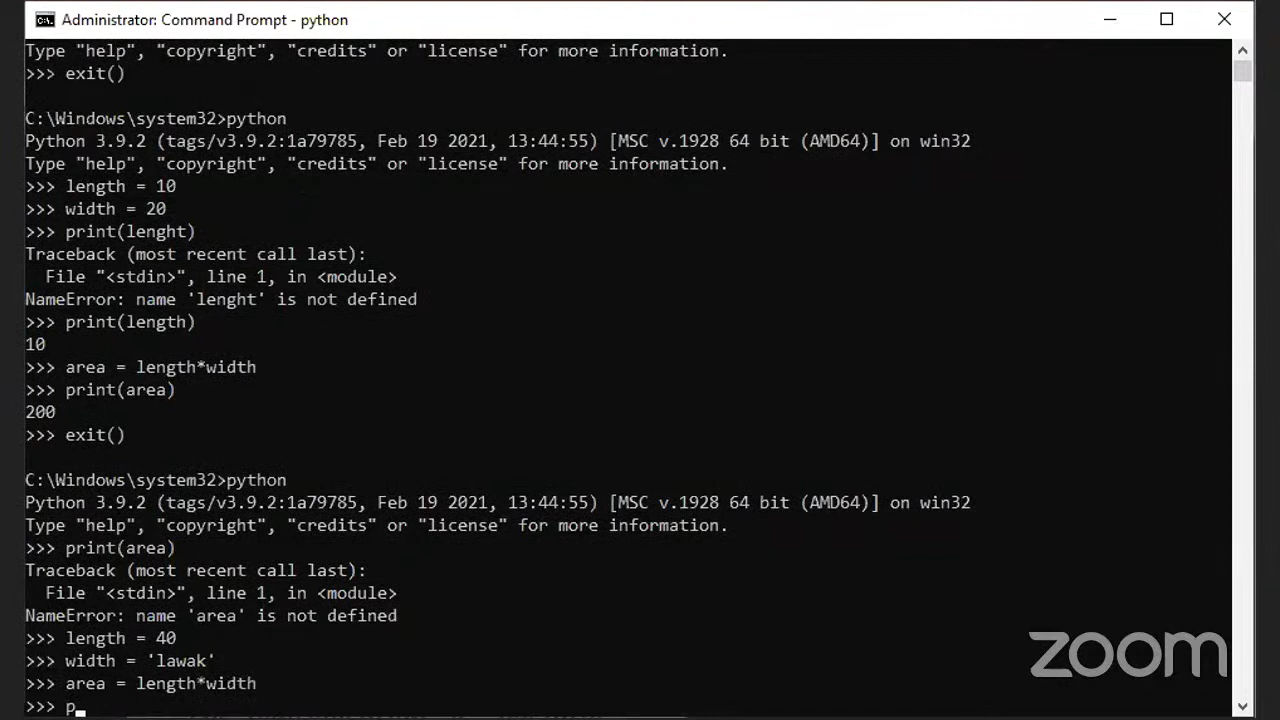 Administrator: Command Prompt - python
Type "help", "copyright", "credits" or "license" for more information.
>>> exit()
C:\Windows\system32>python
Python 3.9.2 (tags/v3.9.2:1a79785, Feb 19 2021, 13:44:55) [MSC v.1928 64 bit (AMD64)] on win32
Type "help", "copyright", "credits" or "license" for more information.
>>> length = 10
>>> width = 20
>>> print(lenght)
Traceback (most recent call last):
  File "<stdin>", line 1, in <module>
NameError: name 'lenght' is not defined
>>> print(length)
10
>>> area = length*width
>>> print(area)
200
>>> exit()
C:\Windows\system32>python
Python 3.9.2 (tags/v3.9.2:1a79785, Feb 19 2021, 13:44:55) [MSC v.1928 64 bit (AMD64)] on win32
Type "help", "copyright", "credits" or "license" for more information.
>>> print(area)
Traceback (most recent call last):
  File "<stdin>", line 1, in <module>
NameError: name 'area' is not defined
>>> length = 40
>>> width = 'lawak'
>>> area = length*width
>>> p
zoom